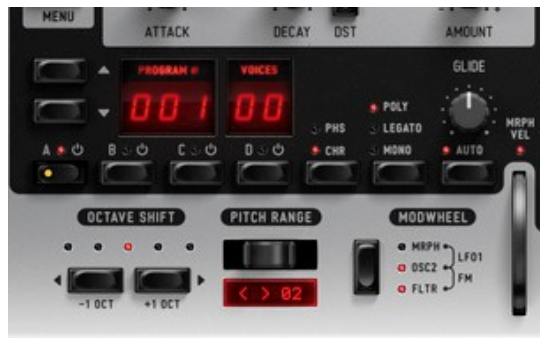 MENU
ATTACK DECAY DST AMOUNT
PROGRAM # VOICES GLIDE
001 00
POLY
PHS LEGATO MRPH
CHR MONO AUTO VEL
A B C D
OCTAVE SHIFT PITCH RANGE MODWHEEL
MRPH
LFO1
OSC2
FM
FLTR
-1 OCT +1 OCT < > 02